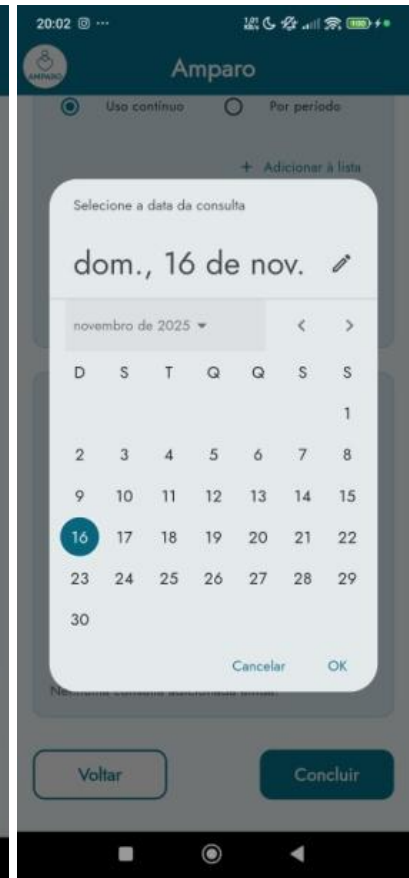 20:02
Amparo
AMPARO
Uso contínuo Por período
+ Adicionar à lista
Selecione a data da consulta
dom., 16 de nov.
novembro de 2025
D S T Q Q S S
1
2 3 4 5 6 7 8
9 10 11 12 13 14 15
16 17 18 19 20 21 22
23 24 25 26 27 28 29
30
Cancelar OK
Voltar Concluir